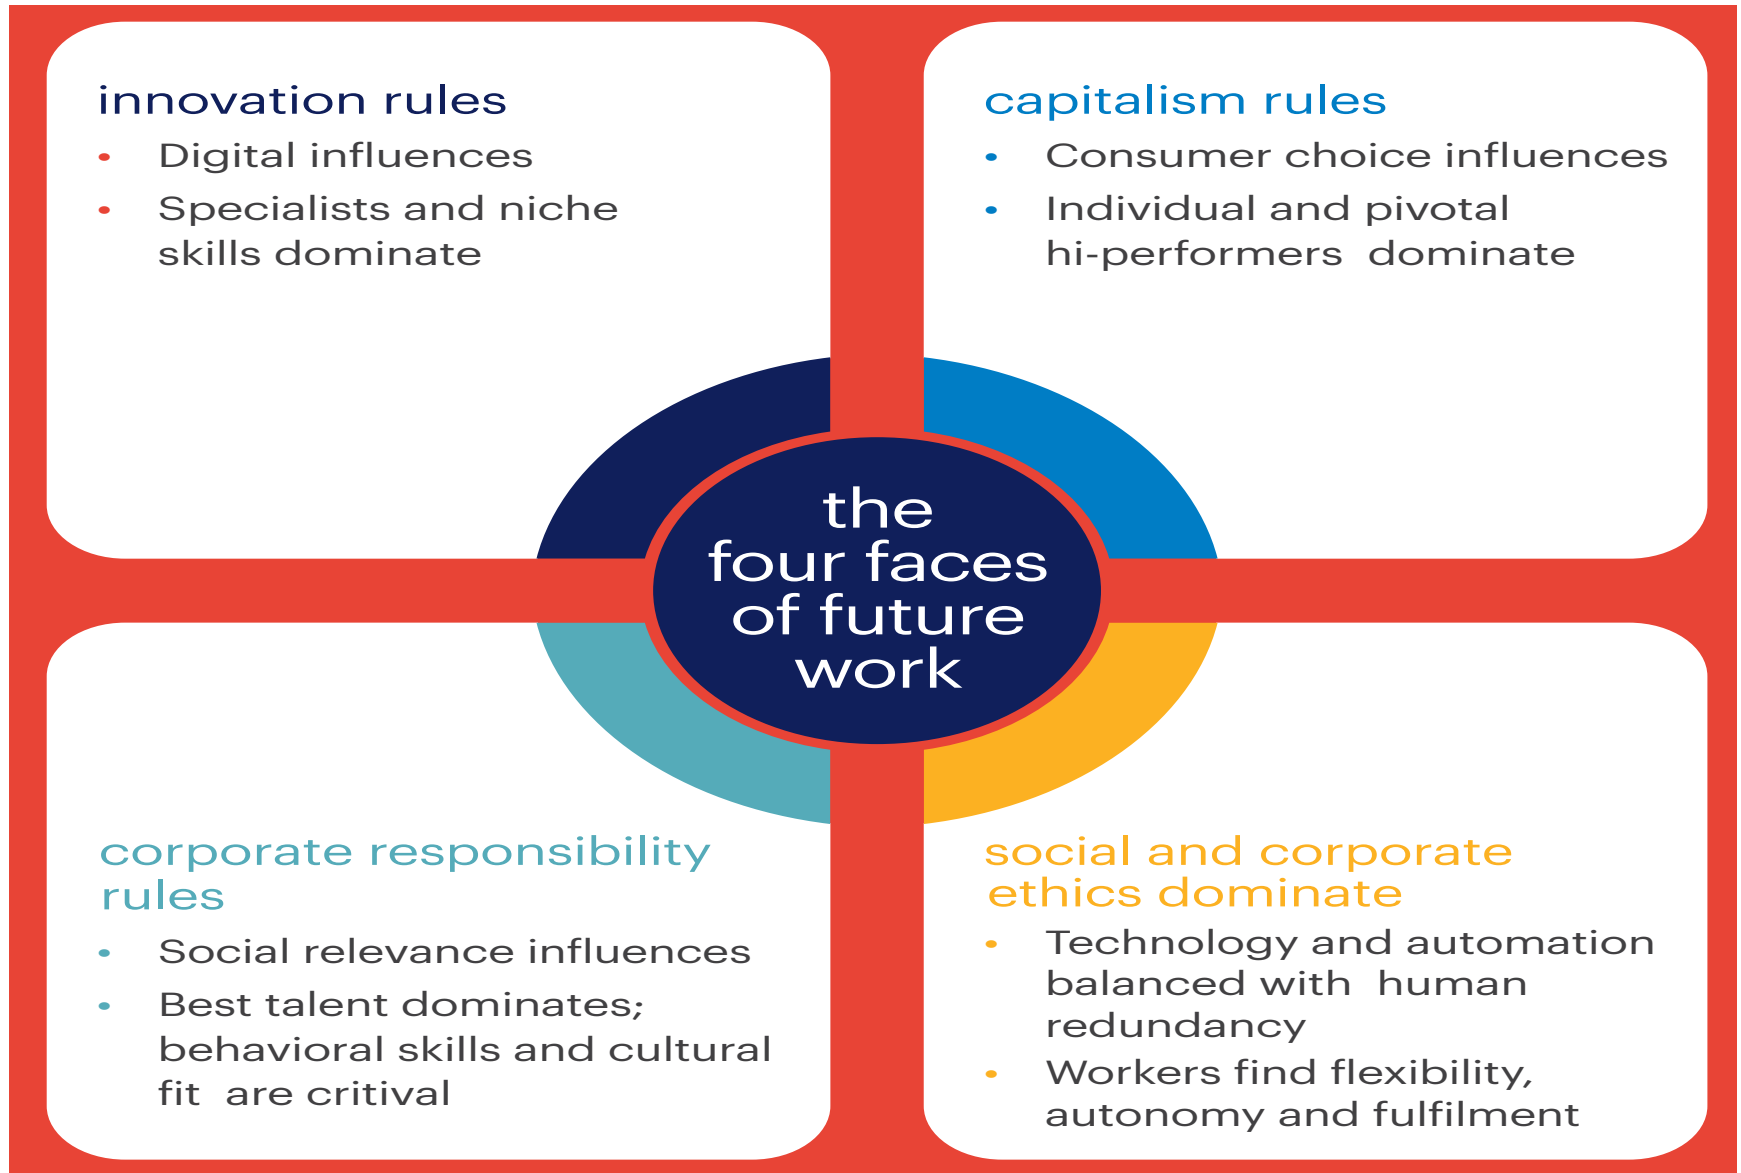 innovation rules
• Digital influences
• Specialists and niche
skills dominate
capitalism rules
• Consumer choice influences
• Individual and pivotal
hi-performers  dominate
the
four faces
of future
work
corporate responsibility
rules
• Social relevance influences
• Best talent dominates;
behavioral skills and cultural
fit  are critival
social and corporate
ethics dominate
• Technology and automation
balanced with  human
redundancy
• Workers find flexibility,
autonomy and fulfilment